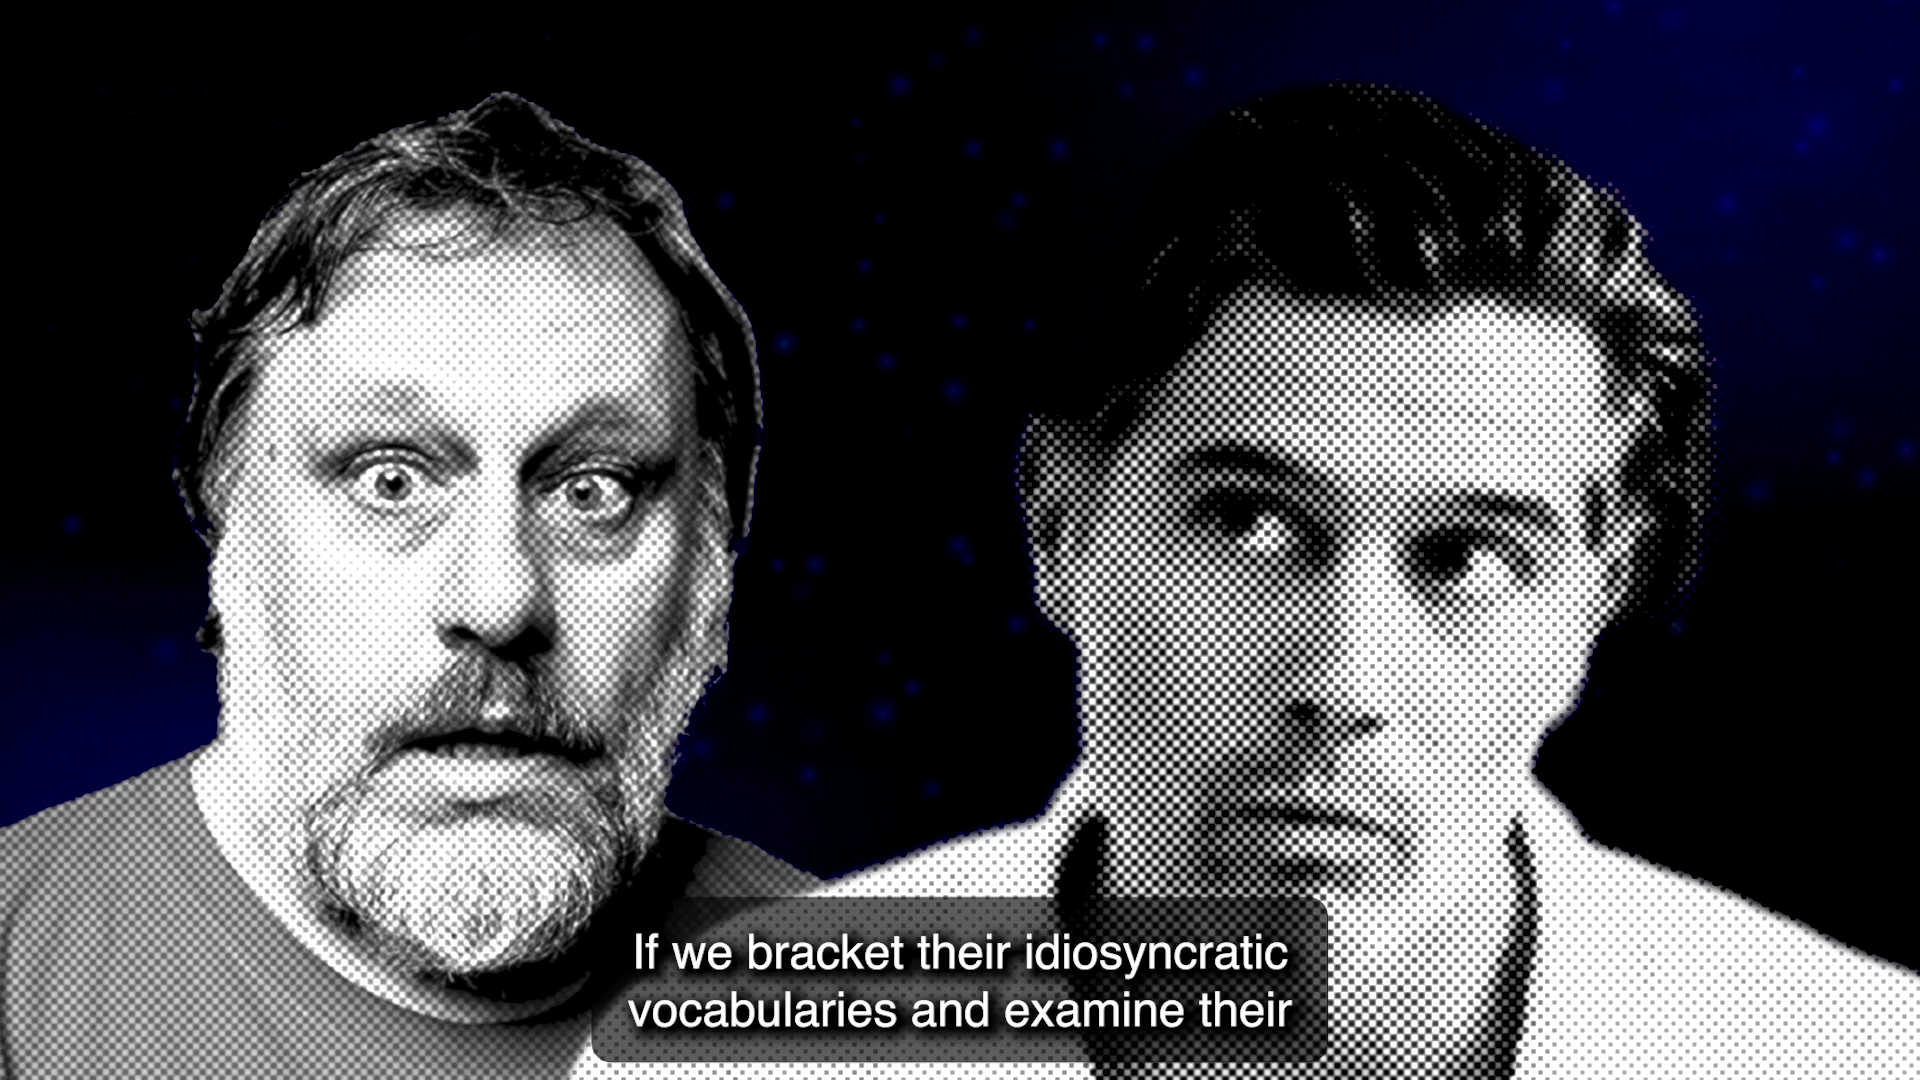 If we bracket their idiosyncratic
vocabularies and examine their